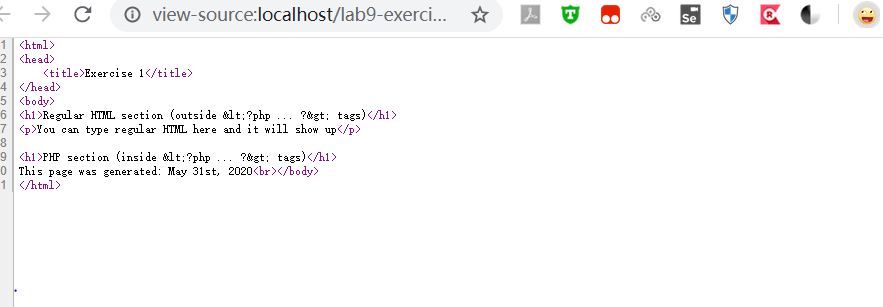 view-source:localhost/lab9-exerci...
Se
1 <html>
2 <head>
3 <title>Exercise 1</title>
4 </head>
5 <body>
6 <h1>Regular HTML section (outside &lt;?php ... ?&gt; tags)</h1>
7 <p>You can type regular HTML here and it will show up</p>
8
9 <h1>PHP section (inside &lt;?php ... ?&gt; tags)</h1>
0 This page was generated: May 31st, 2020<br></body>
1 </html>